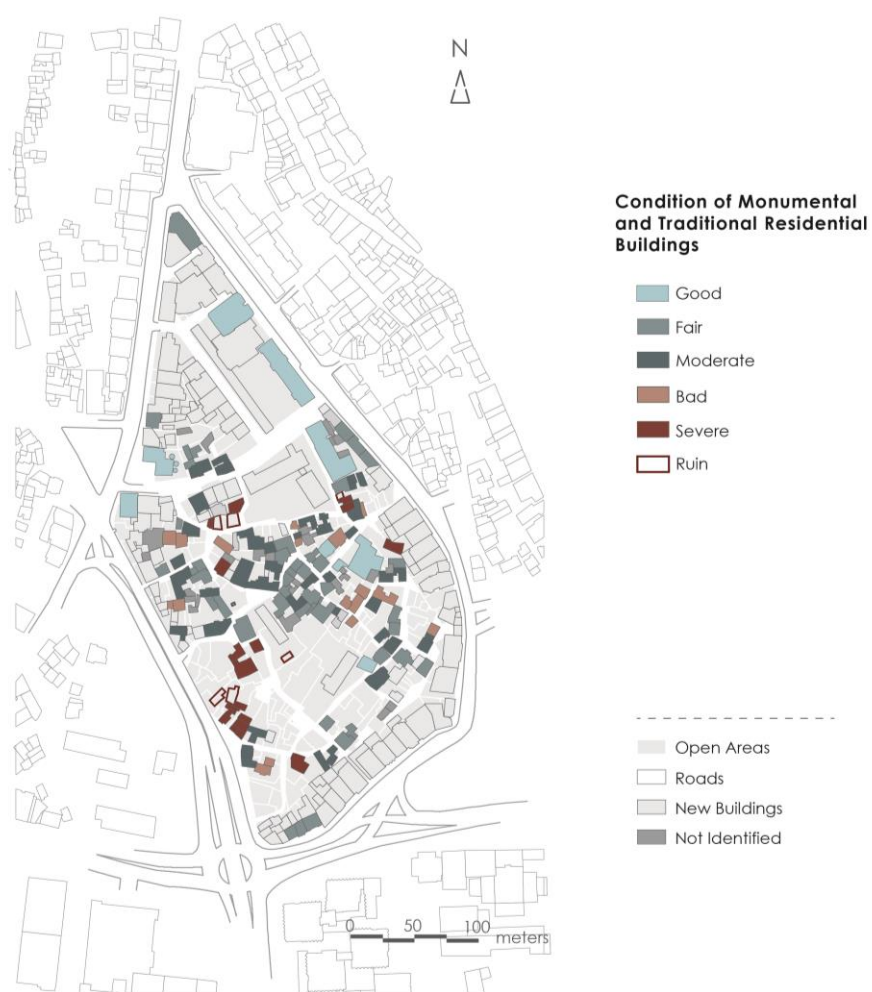 N
Condition of Monumental
and Traditional Residential
Buildings
Good
Fair
Moderate
Bad
Severe
Ruin
Open Areas
Roads
New Buildings
Not Identified
0 50 100 meters